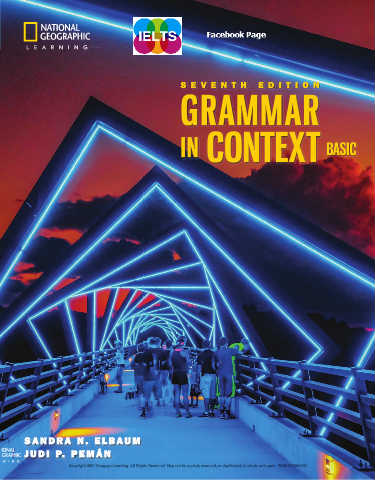 NATIONAL
GEOGRAPHIC
LEARNING
IELTS
Facebook Page
SEVENTH EDITION
GRAMMAR
IN CONTEXT BASIC
SANDRA N. ELBAUM
JUDI P. PEMÁN